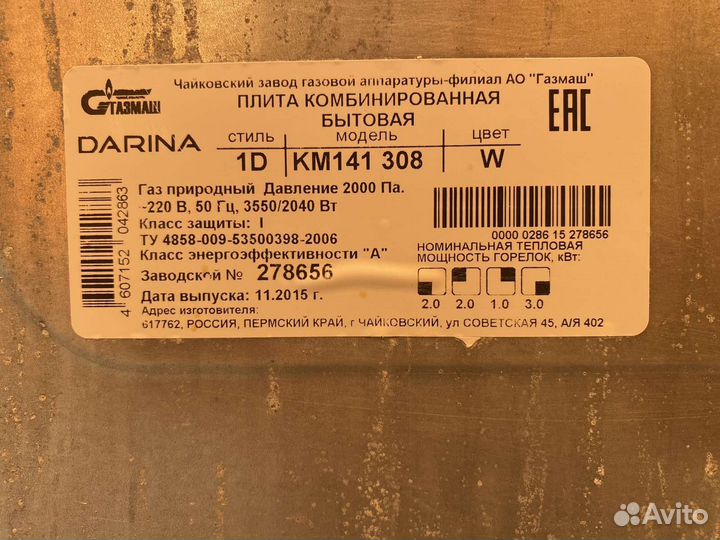 Чайковский завод газовой аппаратуры-филиал АО "Газмаш"
ГАЗМАШ
ПЛИТА КОМБИНИРОВАННАЯ
БЫТОВАЯ
EAC
DARINA
стиль модель цвет
1D KM141 308 W
Газ природный Давление 2000 Па.
~220 В, 50 Гц, 3550/2040 Вт
Класс защиты: I
ТУ 4858-009-53500398-2006
Класс энергоэффективности "А"
Заводской № 278656
Дата выпуска: 11.2015 г.
Адрес изготовителя:
617762, РОССИЯ, ПЕРМСКИЙ КРАЙ, г ЧАЙКОВСКИЙ, ул СОВЕТСКАЯ 45, А/Я 402
4 607152 042863
0000 0286 15 278656
НОМИНАЛЬНАЯ ТЕПЛОВАЯ
МОЩНОСТЬ ГОРЕЛОК, кВт:
2.0 2.0 1.0 3.0
Avito